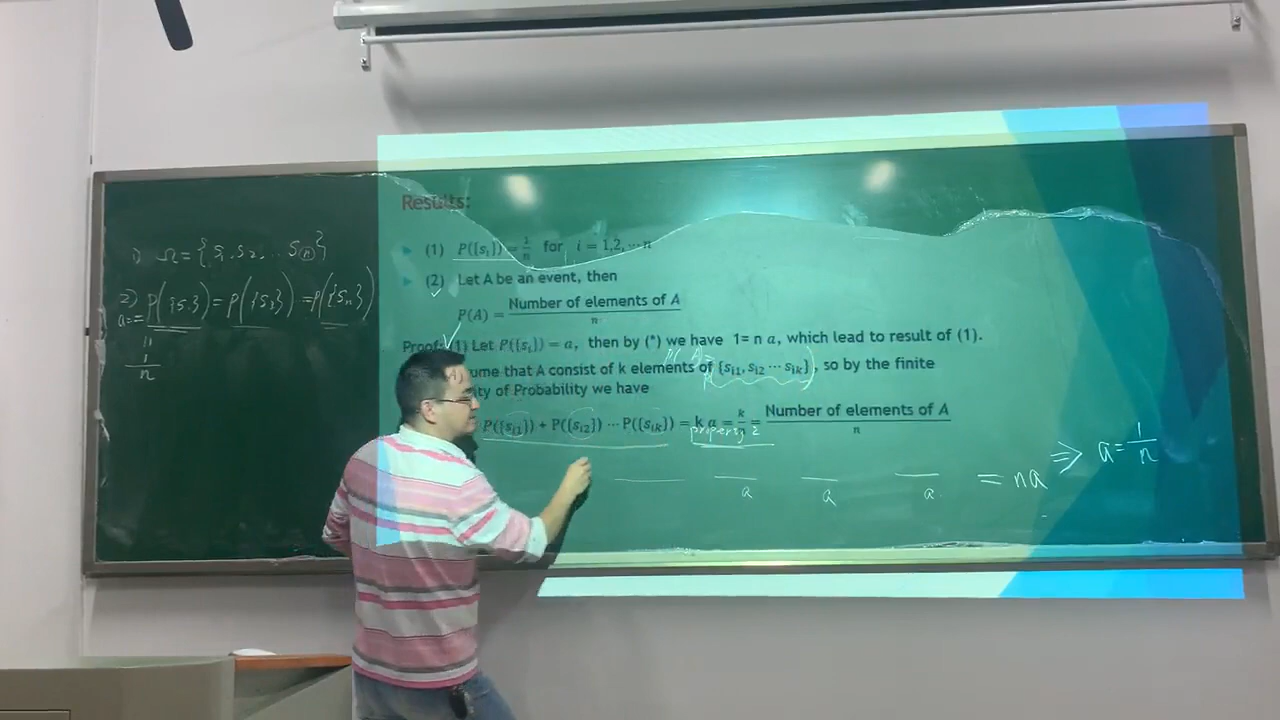 1) Ω = {s₁, s₂, ... sₙ}
2) P({s₁}) = P({s₂}) = P({sₙ})
a =
"
1/n
Results:
(1) P({sᵢ}) = 1/n for i = 1,2, ⋯ n
(2) Let A be an event, then
P(A) = Number of elements of A / n
Proof: (1) Let P({sᵢ}) = a, then by (*) we have 1= n a, which lead to result of (1).
P(A)=
ume that A consist of k elements of {sᵢ₁, sᵢ₂ ⋯ sᵢₖ}, so by the finite
ity of Probability we have
P({sᵢ₁}) + P({sᵢ₂}) ⋯ P({sᵢₖ}) = k a = k/n = Number of elements of A / n
property 2
a a a = na ⇒ a = 1/n